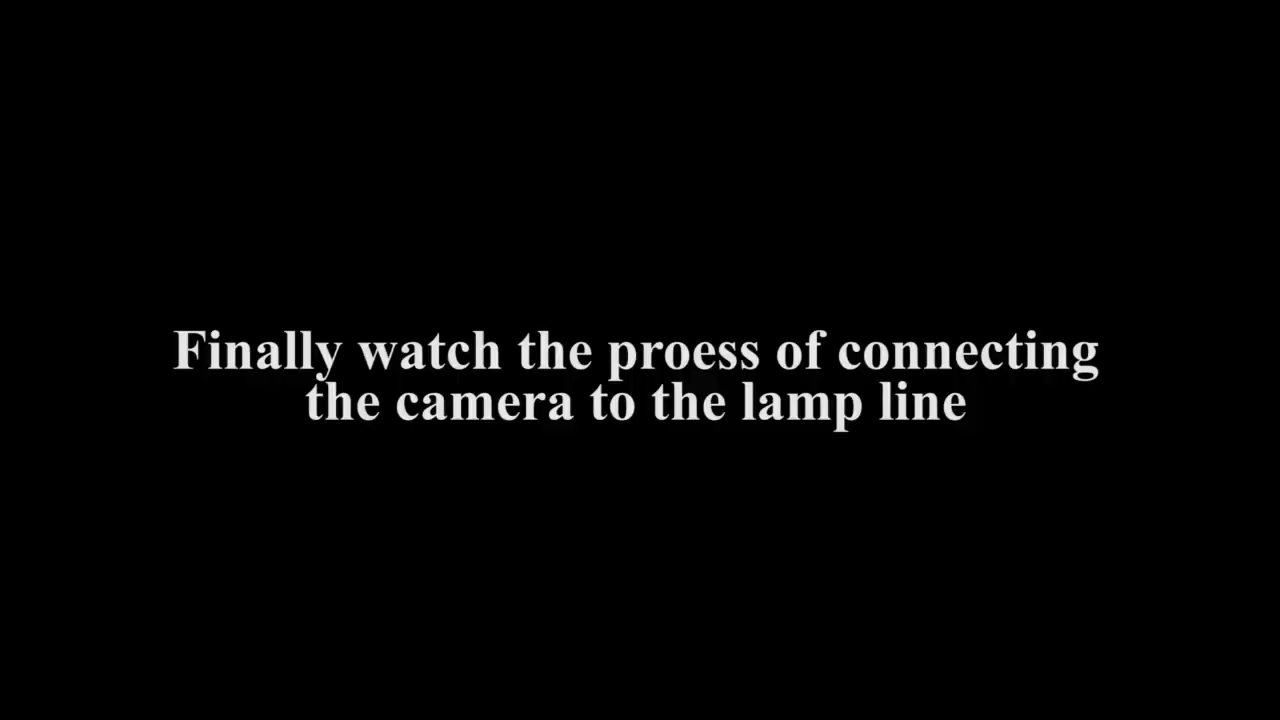 Finally watch the proess of connecting
the camera to the lamp line